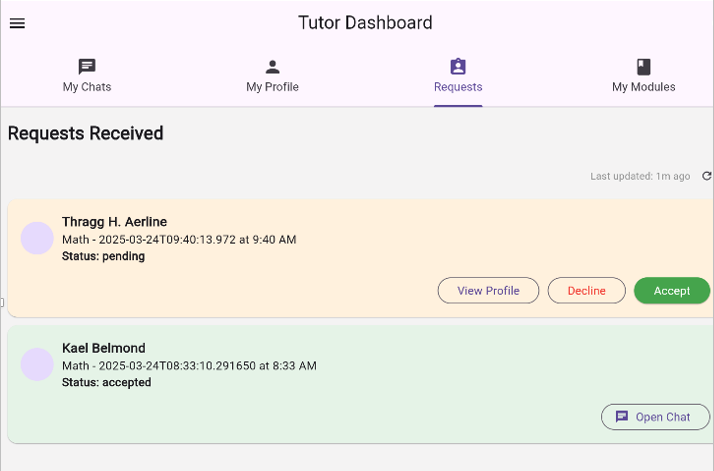 Tutor Dashboard
My Chats My Profile Requests My Modules
Requests Received
Last updated: 1m ago
Thragg H. Aerline
Math - 2025-03-24T09:40:13.972 at 9:40 AM
Status: pending
View Profile Decline Accept
Kael Belmond
Math - 2025-03-24T08:33:10.291650 at 8:33 AM
Status: accepted
Open Chat